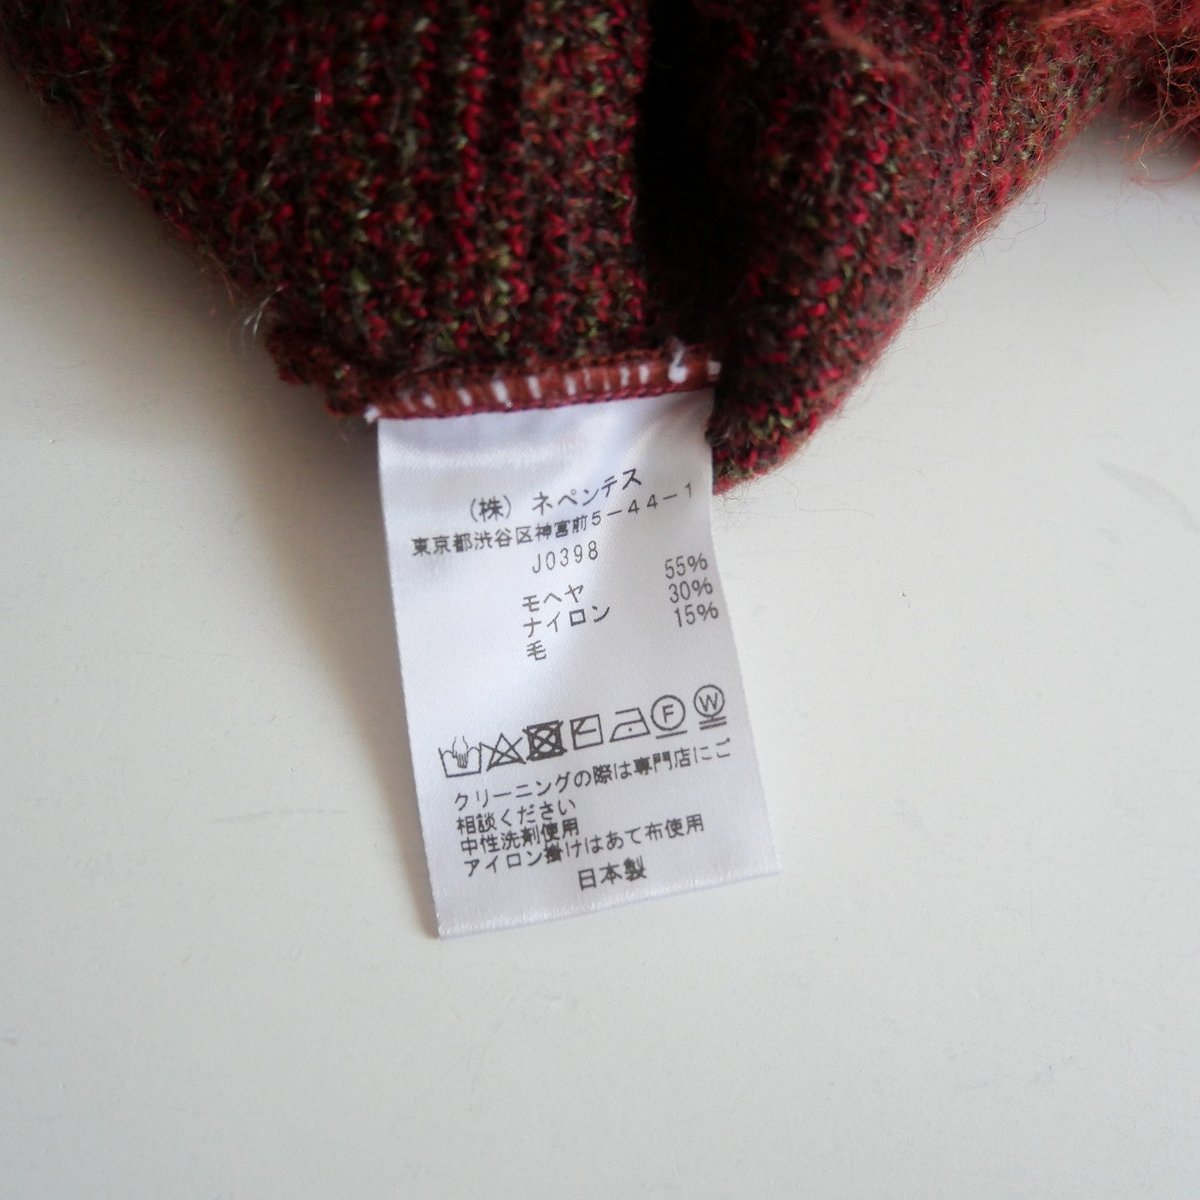 （株）ネペンテス
東京都渋谷区神宮前5－44－1
J0398
モヘヤ 55%
ナイロン 30%
毛 15%
F W
クリーニングの際は専門店にご
相談ください
中性洗剤使用
アイロン掛けはあて布使用
日本製